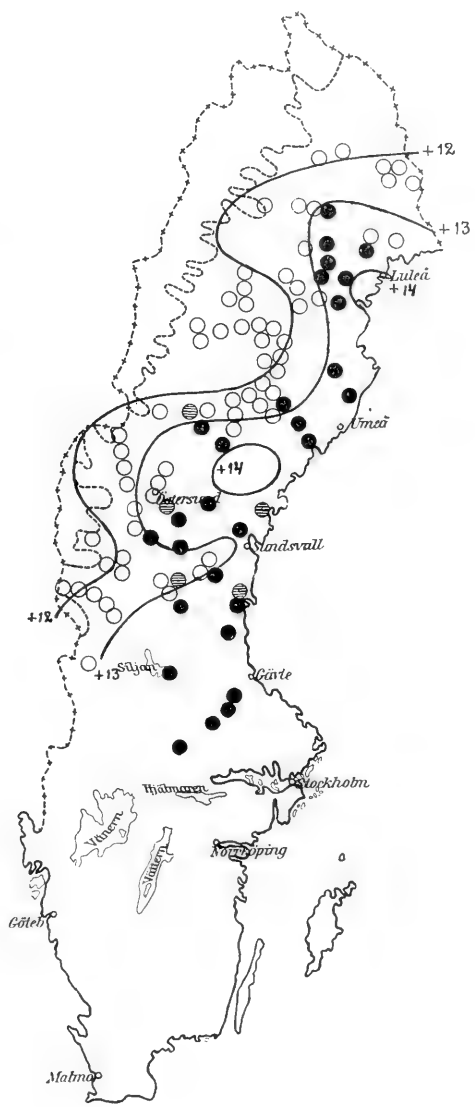 +12
+13
Luleå
+14
Umeå
+14
Östersund
Sundsvall
+12
+13
Siljan
Gävle
Hjälmaren
Stockholm
Vänern
Vättern
Norrköping
Göteb
Malmö